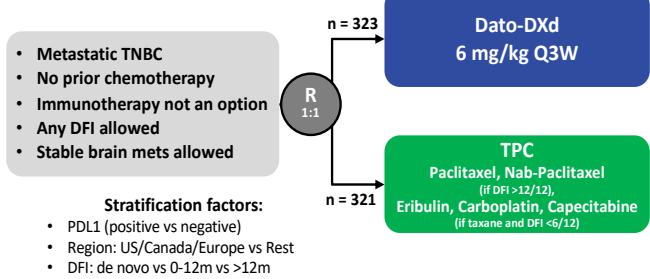 n = 323
Dato-DXd
6 mg/kg Q3W
• Metastatic TNBC
• No prior chemotherapy
• Immunotherapy not an option
• Any DFI allowed
• Stable brain mets allowed
R
1:1
n = 321
TPC
Paclitaxel, Nab-Paclitaxel
(if DFI >12/12),
Eribulin, Carboplatin, Capecitabine
(if taxane and DFI <6/12)
Stratification factors:
• PDL1 (positive vs negative)
• Region: US/Canada/Europe vs Rest
• DFI: de novo vs 0-12m vs >12m